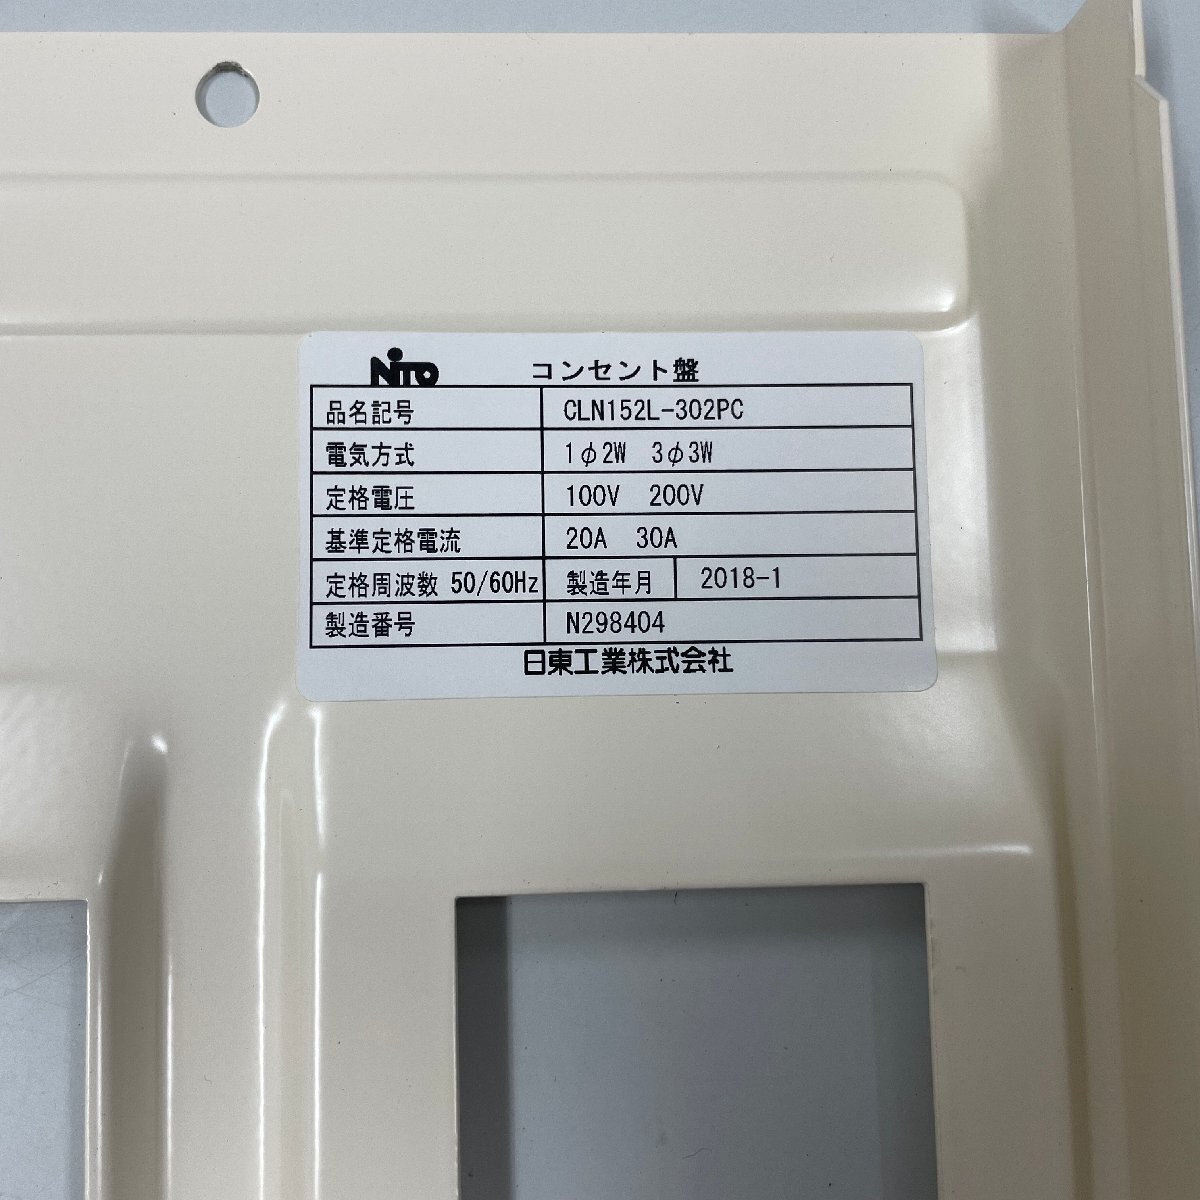 NITO コンセント盤
品名記号 CLN152L-302PC
電気方式 1φ2W 3φ3W
定格電圧 100V 200V
基準定格電流 20A 30A
定格周波数 50/60Hz 製造年月 2018-1
製造番号 N298404
日東工業株式会社